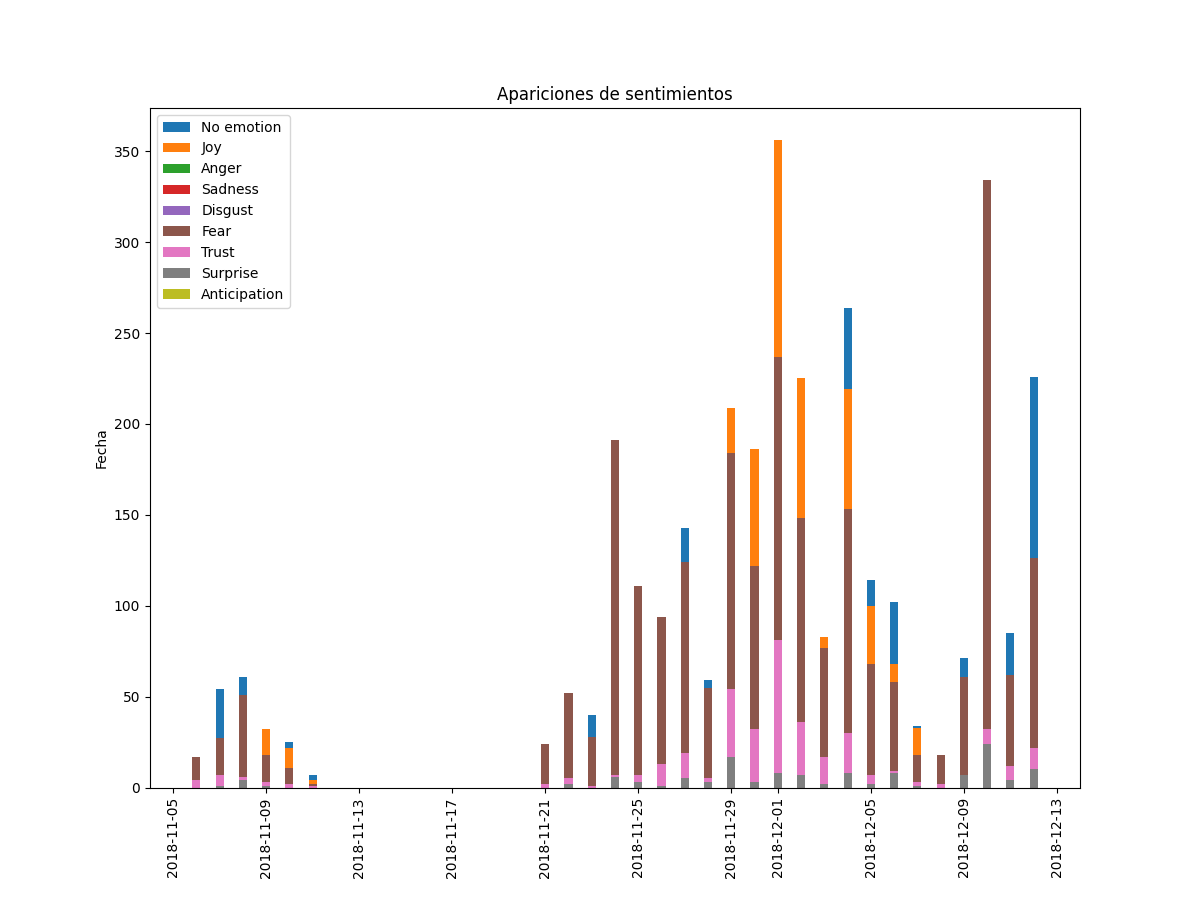 Apariciones de sentimientos
No emotion
Joy
Anger
Sadness
Disgust
Fear
Trust
Surprise
Anticipation
350
300
250
200
150
100
50
0
Fecha
2018-11-05
2018-11-09
2018-11-13
2018-11-17
2018-11-21
2018-11-25
2018-11-29
2018-12-01
2018-12-05
2018-12-09
2018-12-13